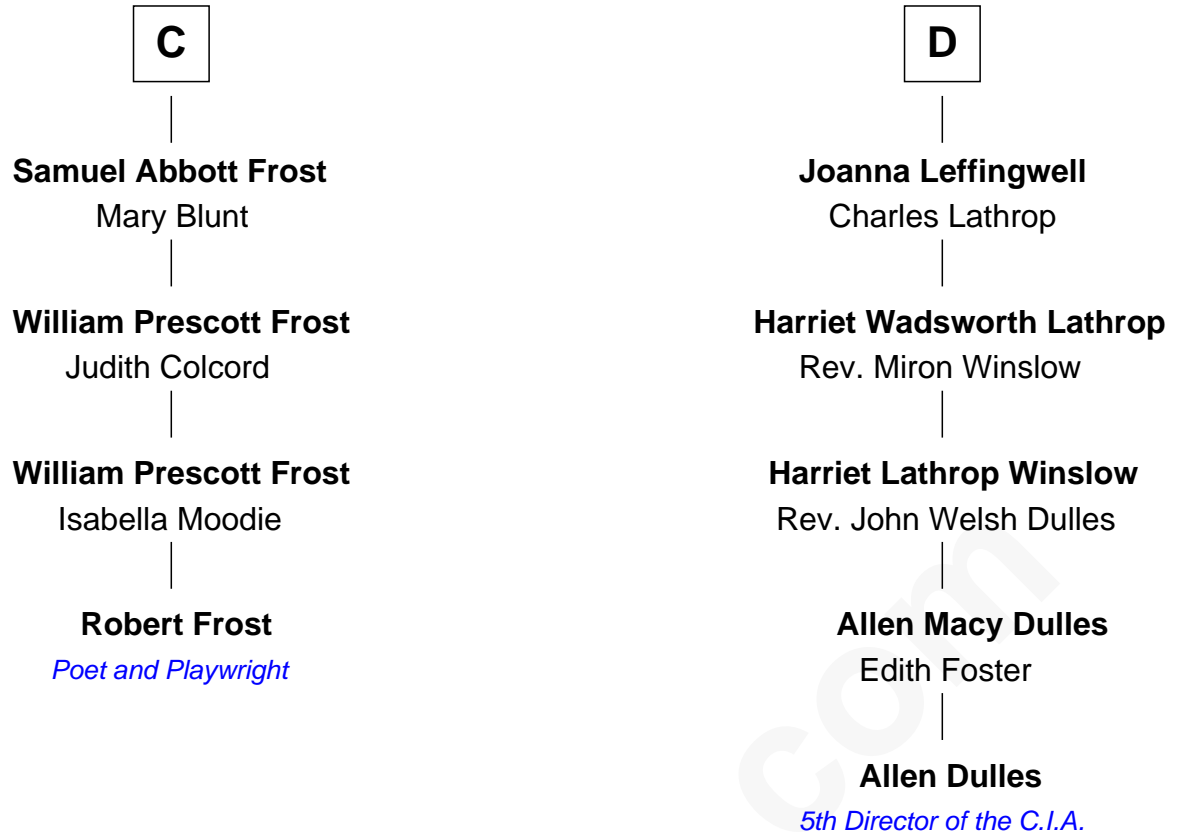 C
Samuel Abbott Frost
Mary Blunt
William Prescott Frost
Judith Colcord
William Prescott Frost
Isabella Moodie
Robert Frost
Poet and Playwright
D
Joanna Leffingwell
Charles Lathrop
Harriet Wadsworth Lathrop
Rev. Miron Winslow
Harriet Lathrop Winslow
Rev. John Welsh Dulles
Allen Macy Dulles
Edith Foster
Allen Dulles
5th Director of the C.I.A.
com